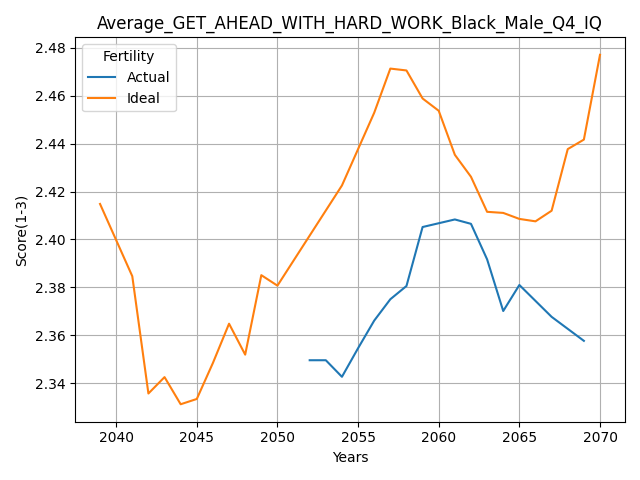 Average_GET_AHEAD_WITH_HARD_WORK_Black_Male_Q4_IQ
Fertility
Actual
Ideal
Score(1-3)
2.48
2.46
2.44
2.42
2.40
2.38
2.36
2.34
2040 2045 2050 2055 2060 2065 2070
Years